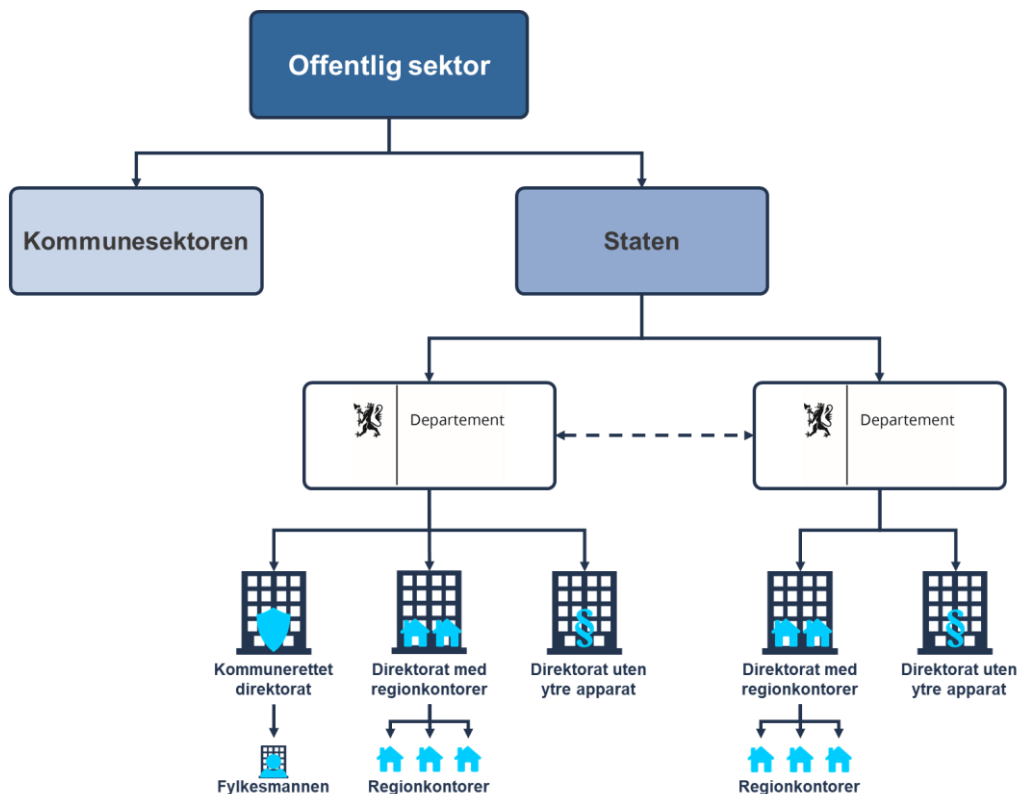 Offentlig sektor
Kommunesektoren
Staten
Departement
Departement
Kommunerettet
direktorat
Direktorat med
regionkontorer
Direktorat uten
ytre apparat
Direktorat med
regionkontorer
Direktorat uten
ytre apparat
§
§
Fylkesmannen
Regionkontorer
Regionkontorer